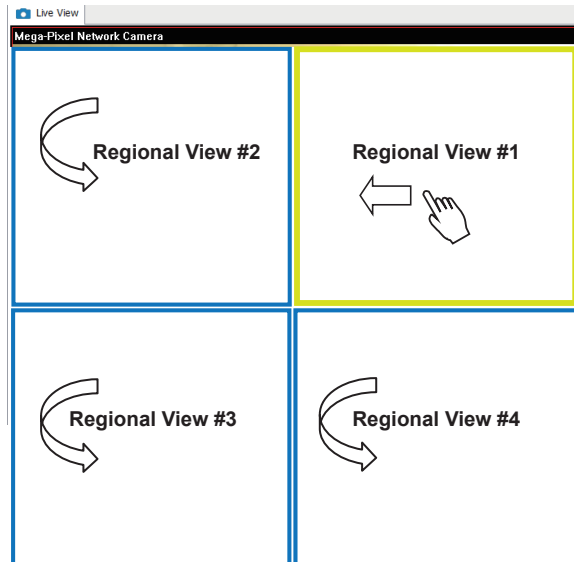 Live View
Mega-Pixel Network Camera
Regional View #2
Regional View #1
Regional View #3
Regional View #4